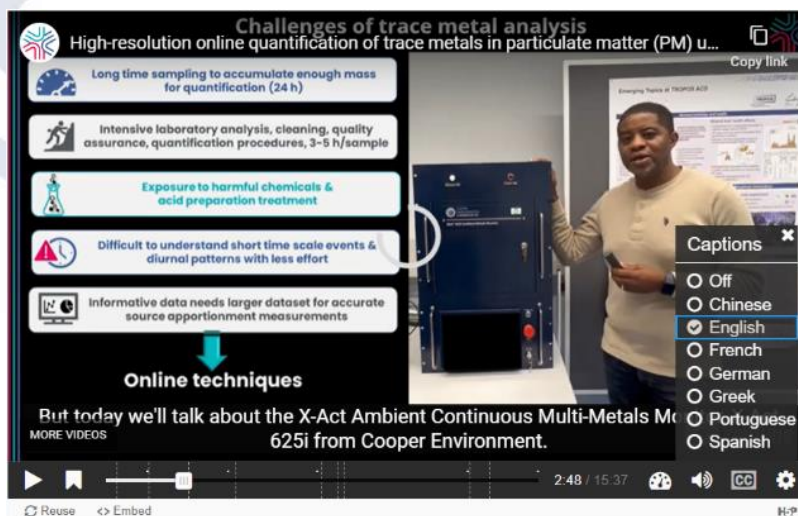 Challenges of trace metal analysis
High-resolution online quantification of trace metals in particulate matter (PM) u...
Copy link
Long time sampling to accumulate enough mass
for quantification (24 h)
Intensive laboratory analysis, cleaning, quality
assurance, quantification procedures, 3-5 h/sample
Exposure to harmful chemicals &
acid preparation treatment
Difficult to understand short time scale events &
diurnal patterns with less effort
Informative data needs larger dataset for accurate
source apportionment measurements
Online techniques
Emerging Topics at TROPOS ACD
Captions
Off
Chinese
English
French
German
Greek
Portuguese
Spanish
But today we'll talk about the X-Act Ambient Continuous Multi-Metals
625i from Cooper Environment.
MORE VIDEOS
2:48 / 15:37
CC
Reuse
<> Embed
H-P